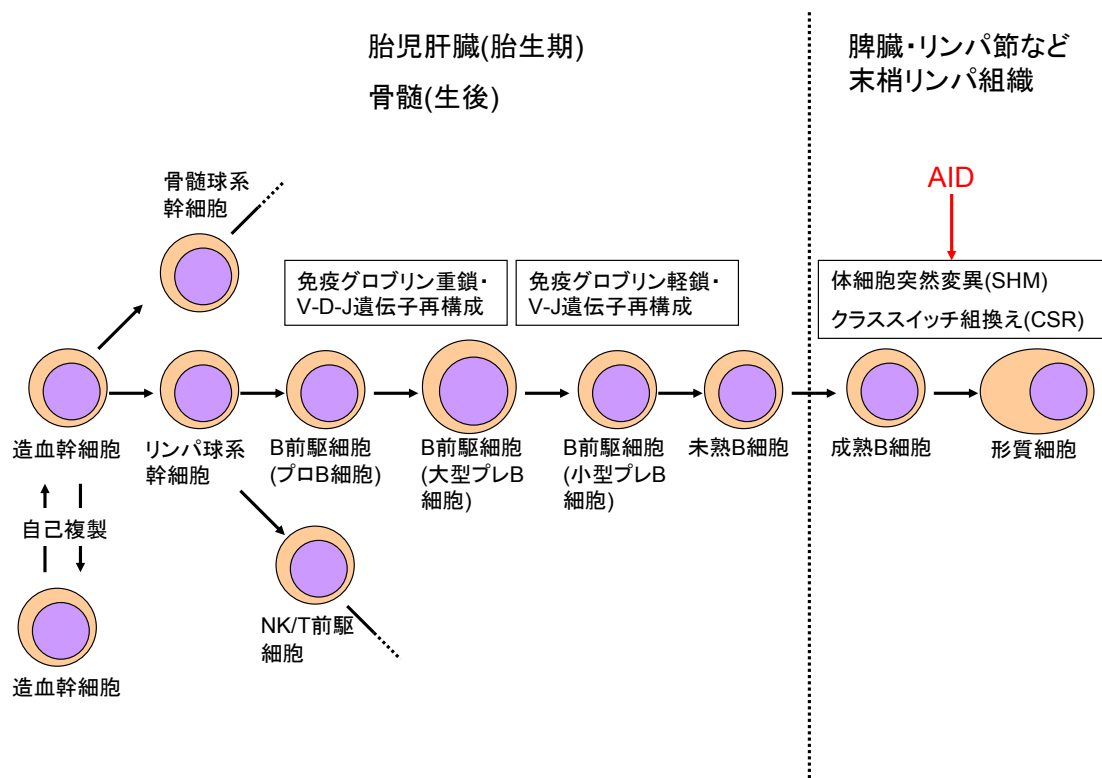 胎児肝臓(胎生期)
骨髄(生後)
脾臓・リンパ節など
末梢リンパ組織
AID
骨髄球系
幹細胞
免疫グロブリン重鎖・
V-D-J遺伝子再構成
免疫グロブリン軽鎖・
V-J遺伝子再構成
体細胞突然変異(SHM)
クラススイッチ組換え(CSR)
造血幹細胞
リンパ球系
幹細胞
B前駆細胞
(プロB細胞)
B前駆細胞
(大型プレB
細胞)
B前駆細胞
(小型プレB
細胞)
未熟B細胞
成熟B細胞
形質細胞
自己複製
造血幹細胞
NK/T前駆
細胞